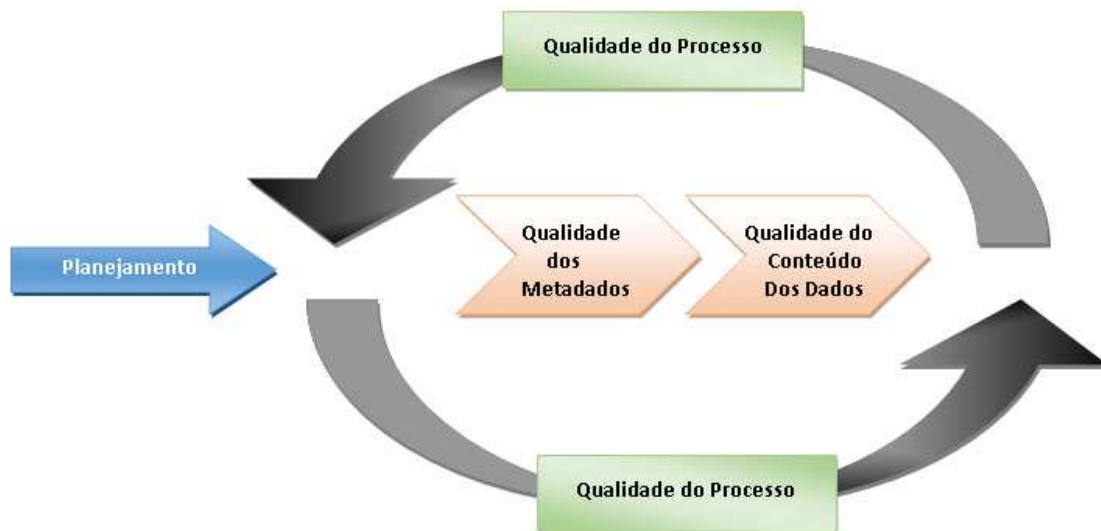 Qualidade do Processo
Planejamento
Qualidade
dos
Metadados
Qualidade do
Conteúdo
Dos Dados
Qualidade do Processo